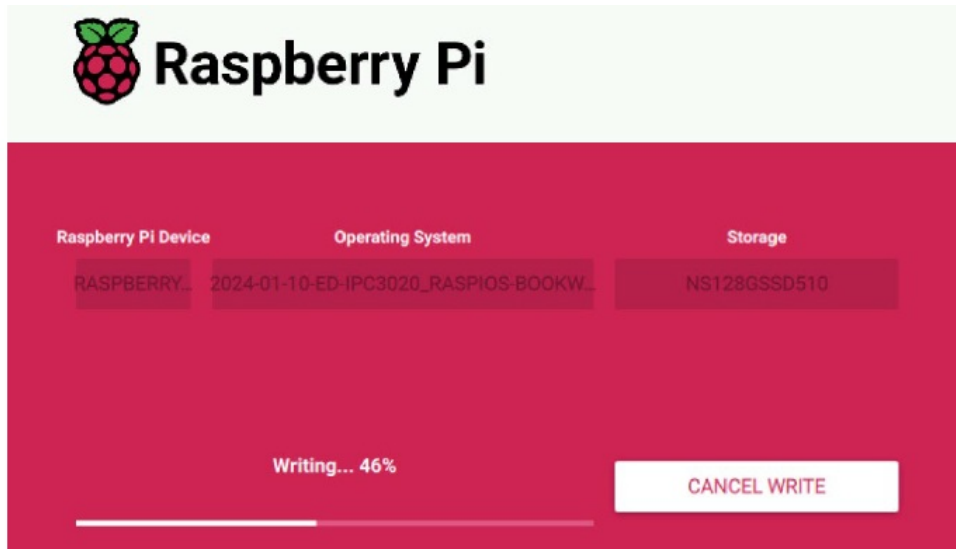 Raspberry Pi
Raspberry Pi Device Operating System Storage
RASPBERRY... 2024-01-10-ED-IPC3020_RASPIOS-BOOKW... NS128GSSD510
Writing... 46%
CANCEL WRITE